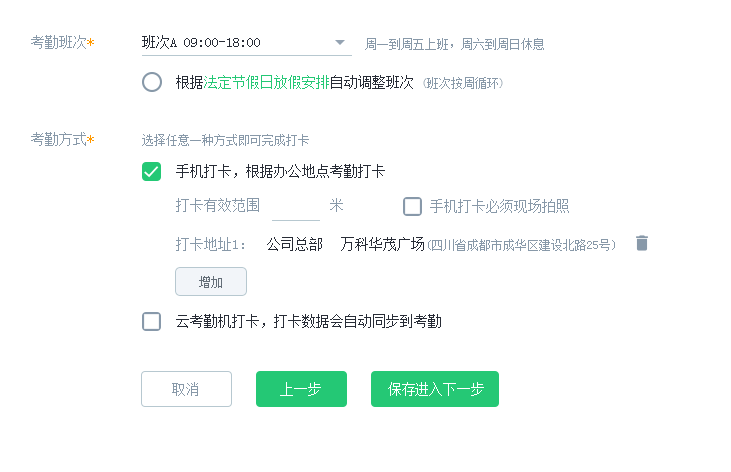 考勤班次* 班次A 09:00-18:00 周一到周五上班，周六到周日休息
根据法定节假日放假安排自动调整班次 (班次按周循环)
考勤方式* 选择任意一种方式即可完成打卡
手机打卡，根据办公地点考勤打卡
打卡有效范围 米 手机打卡必须现场拍照
打卡地址1： 公司总部 万科华茂广场(四川省成都市成华区建设北路25号)
增加
云考勤机打卡，打卡数据会自动同步到考勤
取消 上一步 保存进入下一步